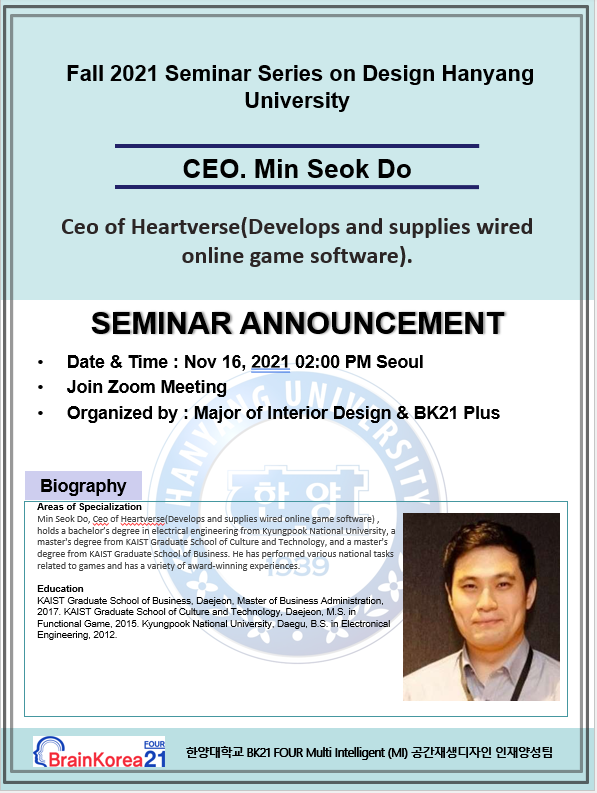 Fall 2021 Seminar Series on Design Hanyang
University
CEO. Min Seok Do
Ceo of Heartverse(Develops and supplies wired
online game software).
SEMINAR ANNOUNCEMENT
• Date & Time : Nov 16, 2021 02:00 PM Seoul
• Join Zoom Meeting
• Organized by : Major of Interior Design & BK21 Plus
HANYANG UNIVERSITY
한양
1939
Biography
Areas of Specialization
Min Seok Do, Ceo of Heartverse(Develops and supplies wired online game software) ,
holds a bachelor's degree in electrical engineering from Kyungpook National University, a
master's degree from KAIST Graduate School of Culture and Technology, and a master's
degree from KAIST Graduate School of Business. He has performed various national tasks
related to games and has a variety of award-winning experiences.
Education
KAIST Graduate School of Business, Daejeon, Master of Business Administration,
2017. KAIST Graduate School of Culture and Technology, Daejeon, M.S. in
Functional Game, 2015. Kyungpook National University, Daegu, B.S. in Electronical
Engineering, 2012.
FOUR
BrainKorea21
한양대학교 BK21 FOUR Multi Intelligent (MI) 공간재생디자인 인재양성팀